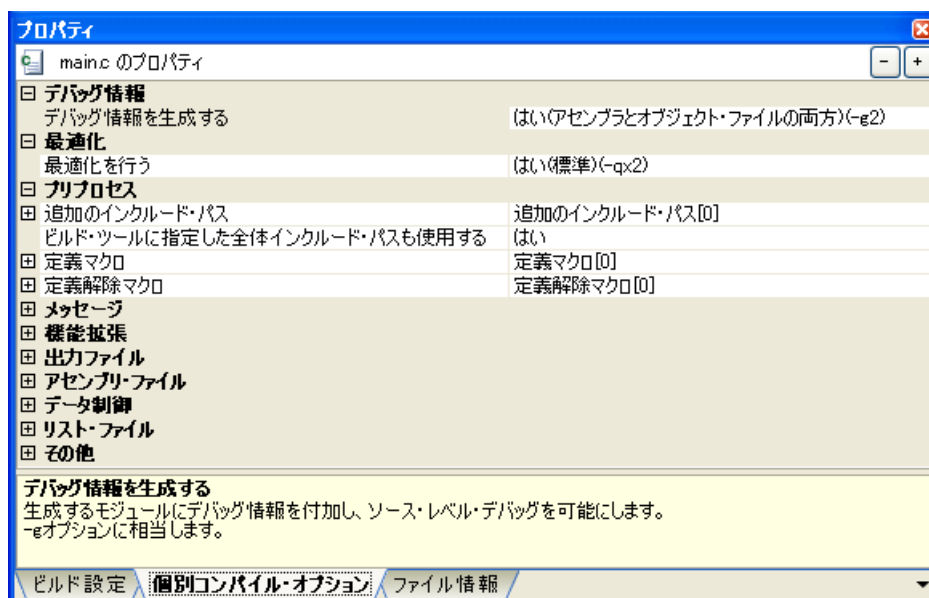 プロパティ
main.c のプロパティ
デバッグ情報
デバッグ情報を生成する はい(アセンブラとオブジェクト・ファイルの両方)(-g2)
最適化
最適化を行う はい(標準)(-qx2)
プリプロセス
追加のインクルード・パス 追加のインクルード・パス[0]
ビルド・ツールに指定した全体インクルード・パスも使用する はい
定義マクロ 定義マクロ[0]
定義解除マクロ 定義解除マクロ[0]
メッセージ
機能拡張
出力ファイル
アセンブリ・ファイル
データ制御
リスト・ファイル
その他
デバッグ情報を生成する
生成するモジュールにデバッグ情報を付加し、ソース・レベル・デバッグを可能にします。
-gオプションに相当します。
ビルド設定 個別コンパイル・オプション ファイル情報